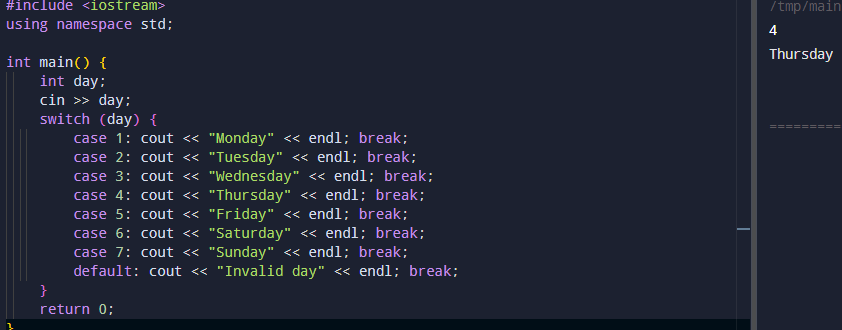 #include <iostream>
using namespace std;
int main() {
    int day;
    cin >> day;
    switch (day) {
        case 1: cout << "Monday" << endl; break;
        case 2: cout << "Tuesday" << endl; break;
        case 3: cout << "Wednesday" << endl; break;
        case 4: cout << "Thursday" << endl; break;
        case 5: cout << "Friday" << endl; break;
        case 6: cout << "Saturday" << endl; break;
        case 7: cout << "Sunday" << endl; break;
        default: cout << "Invalid day" << endl; break;
    }
    return 0;
}
/tmp/main
4
Thursday
=========